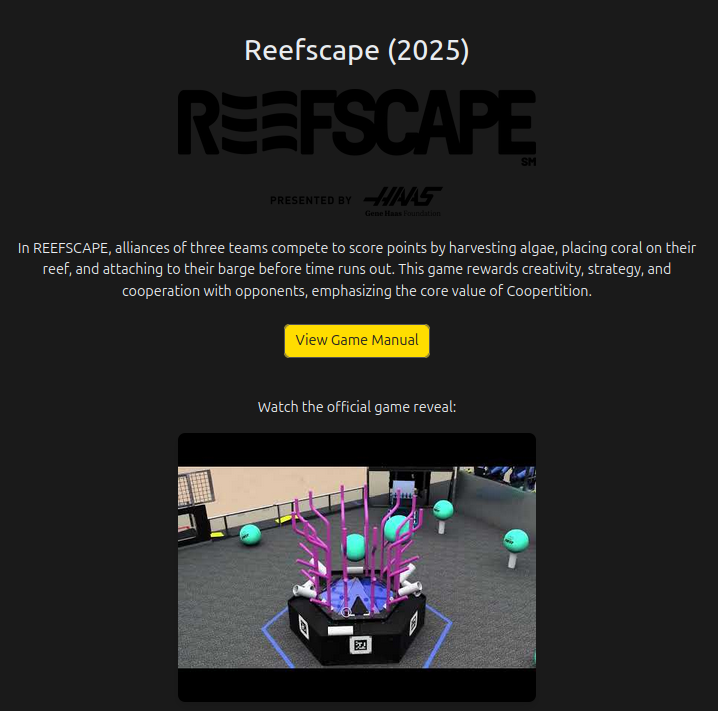 Reefscape (2025)
REEFSCAPE
SM
PRESENTED BY HAAS
Gene Haas Foundation
In REEFSCAPE, alliances of three teams compete to score points by harvesting algae, placing coral on their
reef, and attaching to their barge before time runs out. This game rewards creativity, strategy, and
cooperation with opponents, emphasizing the core value of Coopertition.
View Game Manual
Watch the official game reveal: